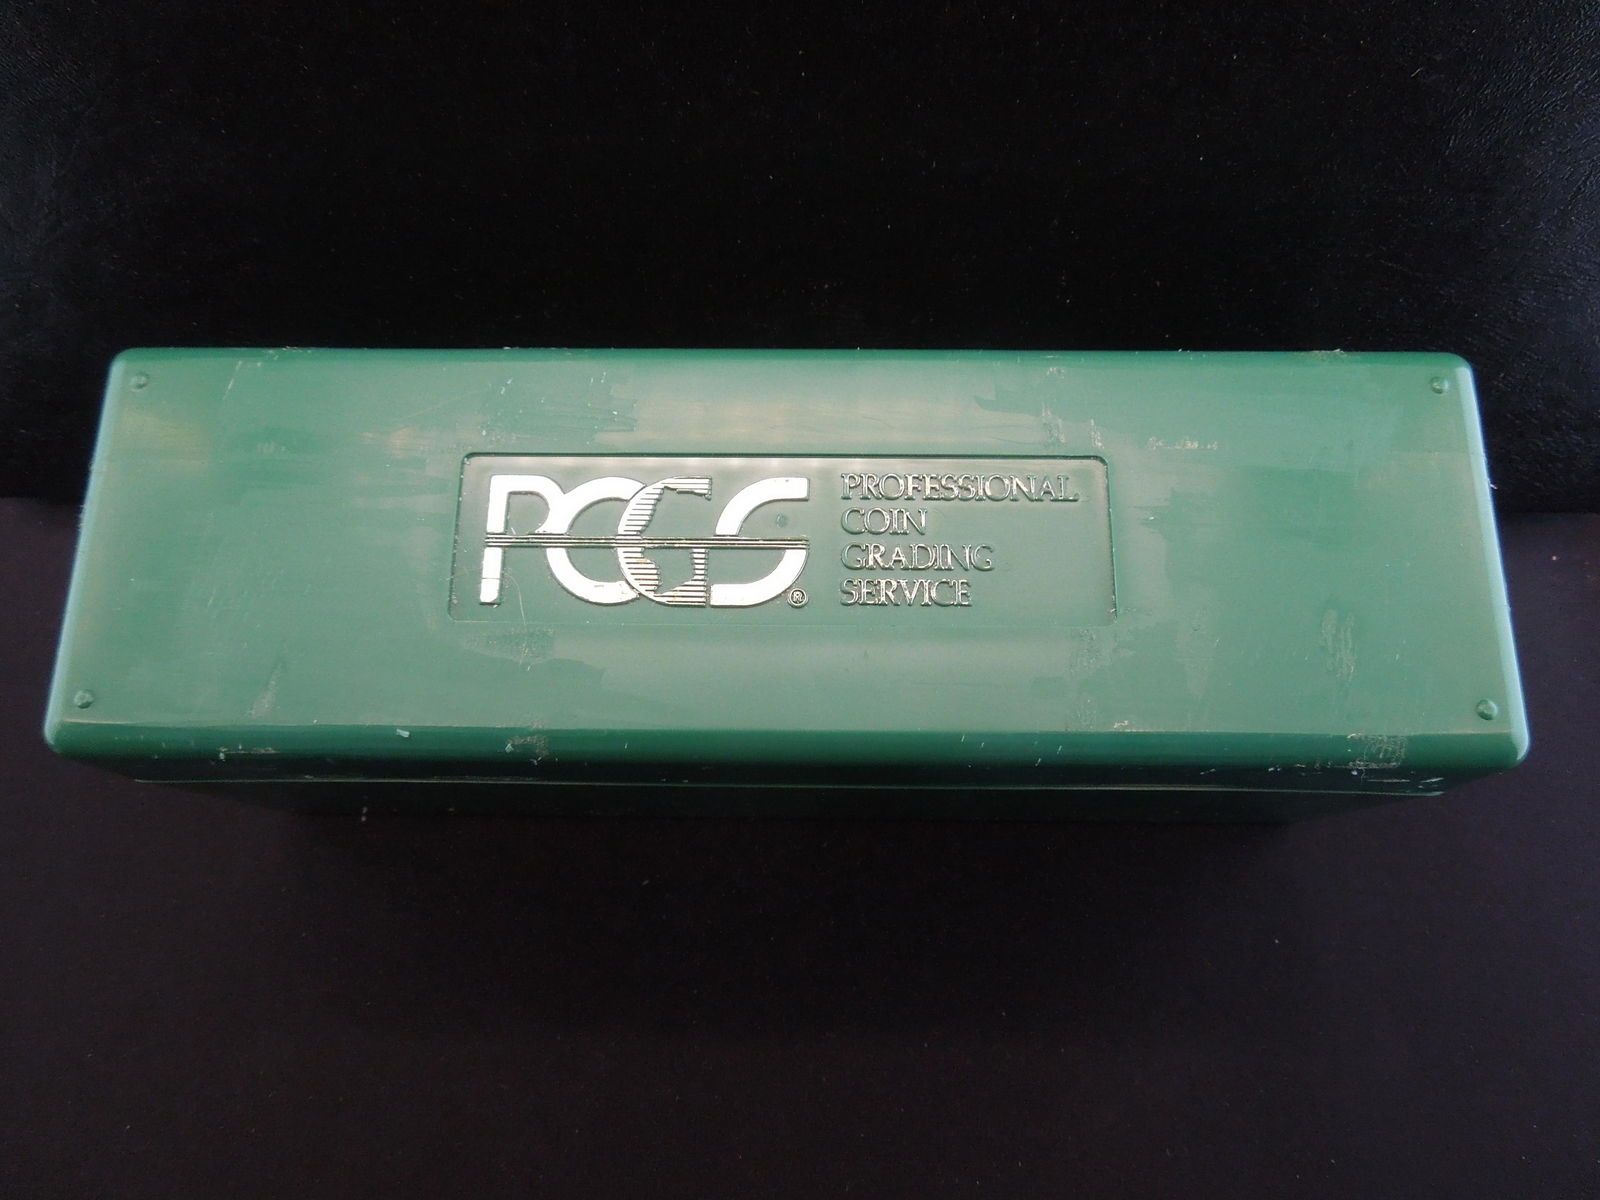 PCGS®
PROFESSIONAL
COIN
GRADING
SERVICE